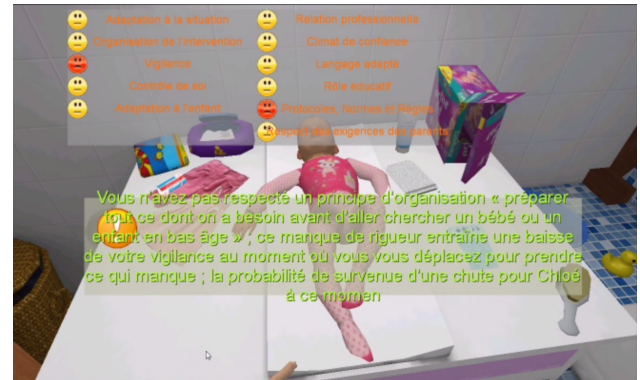 Adaptation à la situation
Relation professionnelle
Organisation de l'intervention
Climat de confiance
Vigilance
Langage adapté
Contrôle de soi
Rôle éducatif
Adaptation à l'enfant
Protocoles, Normes et Règles
Respect des exigences des parents
Vous n'avez pas respecté un principe d'organisation « préparer
tout ce dont on a besoin avant d'aller chercher un bébé ou un
enfant en bas âge » ; ce manque de rigueur entraîne une baisse
de votre vigilance au moment où vous vous déplacez pour prendre
ce qui manque ; la probabilité de survenue d'une chute pour Chloé
à ce momen